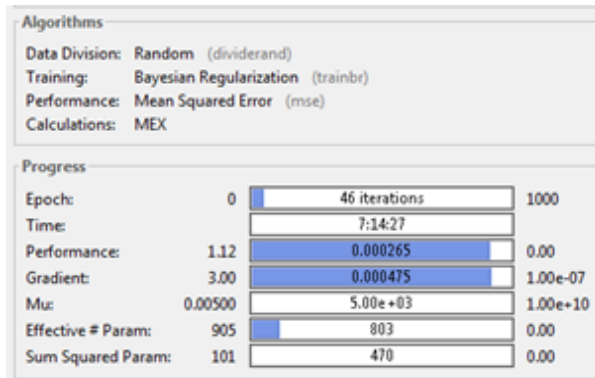 Algorithms
Data Division: Random (dividerand)
Training: Bayesian Regularization (trainbr)
Performance: Mean Squared Error (mse)
Calculations: MEX
Progress
Epoch: 0 46 iterations 1000
Time: 7:14:27
Performance: 1.12 0.000265 0.00
Gradient: 3.00 0.000475 1.00e-07
Mu: 0.00500 5.00e+03 1.00e+10
Effective # Param: 905 803 0.00
Sum Squared Param: 101 470 0.00